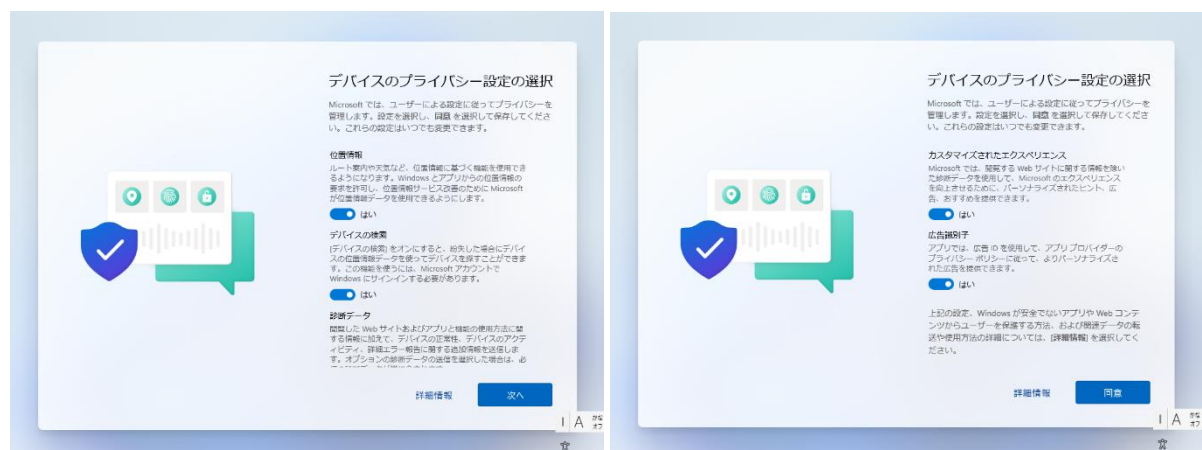 デバイスのプライバシー設定の選択
Microsoft では、ユーザーによる設定に従ってプライバシーを
管理します。設定を選択し、同意 を選択して保存してくださ
い。これらの設定はいつでも変更できます。
位置情報
ルート案内や天気など、位置情報に基づく機能を使用でき
るようになります。Windows とアプリからの位置情報の
要求を許可し、位置情報サービス改善のために Microsoft
が位置情報データを使用できるようにします。
はい
デバイスの検索
[デバイスの検索] をオンにすると、紛失した場合にデバイ
スの位置情報データを使ってデバイスを探すことができま
す。この機能を使うには、Microsoft アカウントで
Windows にサインインする必要があります。
はい
診断データ
閲覧した Web サイトおよびアプリと機能の使用方法に関
する情報に加えて、デバイスの正常性、デバイスのアクテ
ィビティ、詳細エラー報告に関する追加情報を送信しま
す。オプションの診断データの送信を選択した場合は、必
詳細情報
次へ
A
かな
オフ
デバイスのプライバシー設定の選択
Microsoft では、ユーザーによる設定に従ってプライバシーを
管理します。設定を選択し、同意 を選択して保存してくださ
い。これらの設定はいつでも変更できます。
カスタマイズされたエクスペリエンス
Microsoft では、閲覧する Web サイトに関する情報を除い
た診断データを使用して、Microsoft のエクスペリエンス
を向上させるために、パーソナライズされたヒント、広
告、おすすめを提供できます。
はい
広告識別子
アプリでは、広告 ID を使用して、アプリ プロバイダーの
プライバシー ポリシーに従って、よりパーソナライズさ
れた広告を提供できます。
はい
上記の設定、Windows が安全でないアプリや Web コンテ
ンツからユーザーを保護する方法、および関連データの転
送や使用方法の詳細については、[詳細情報] を選択してく
ださい。
詳細情報
同意
A
かな
オフ